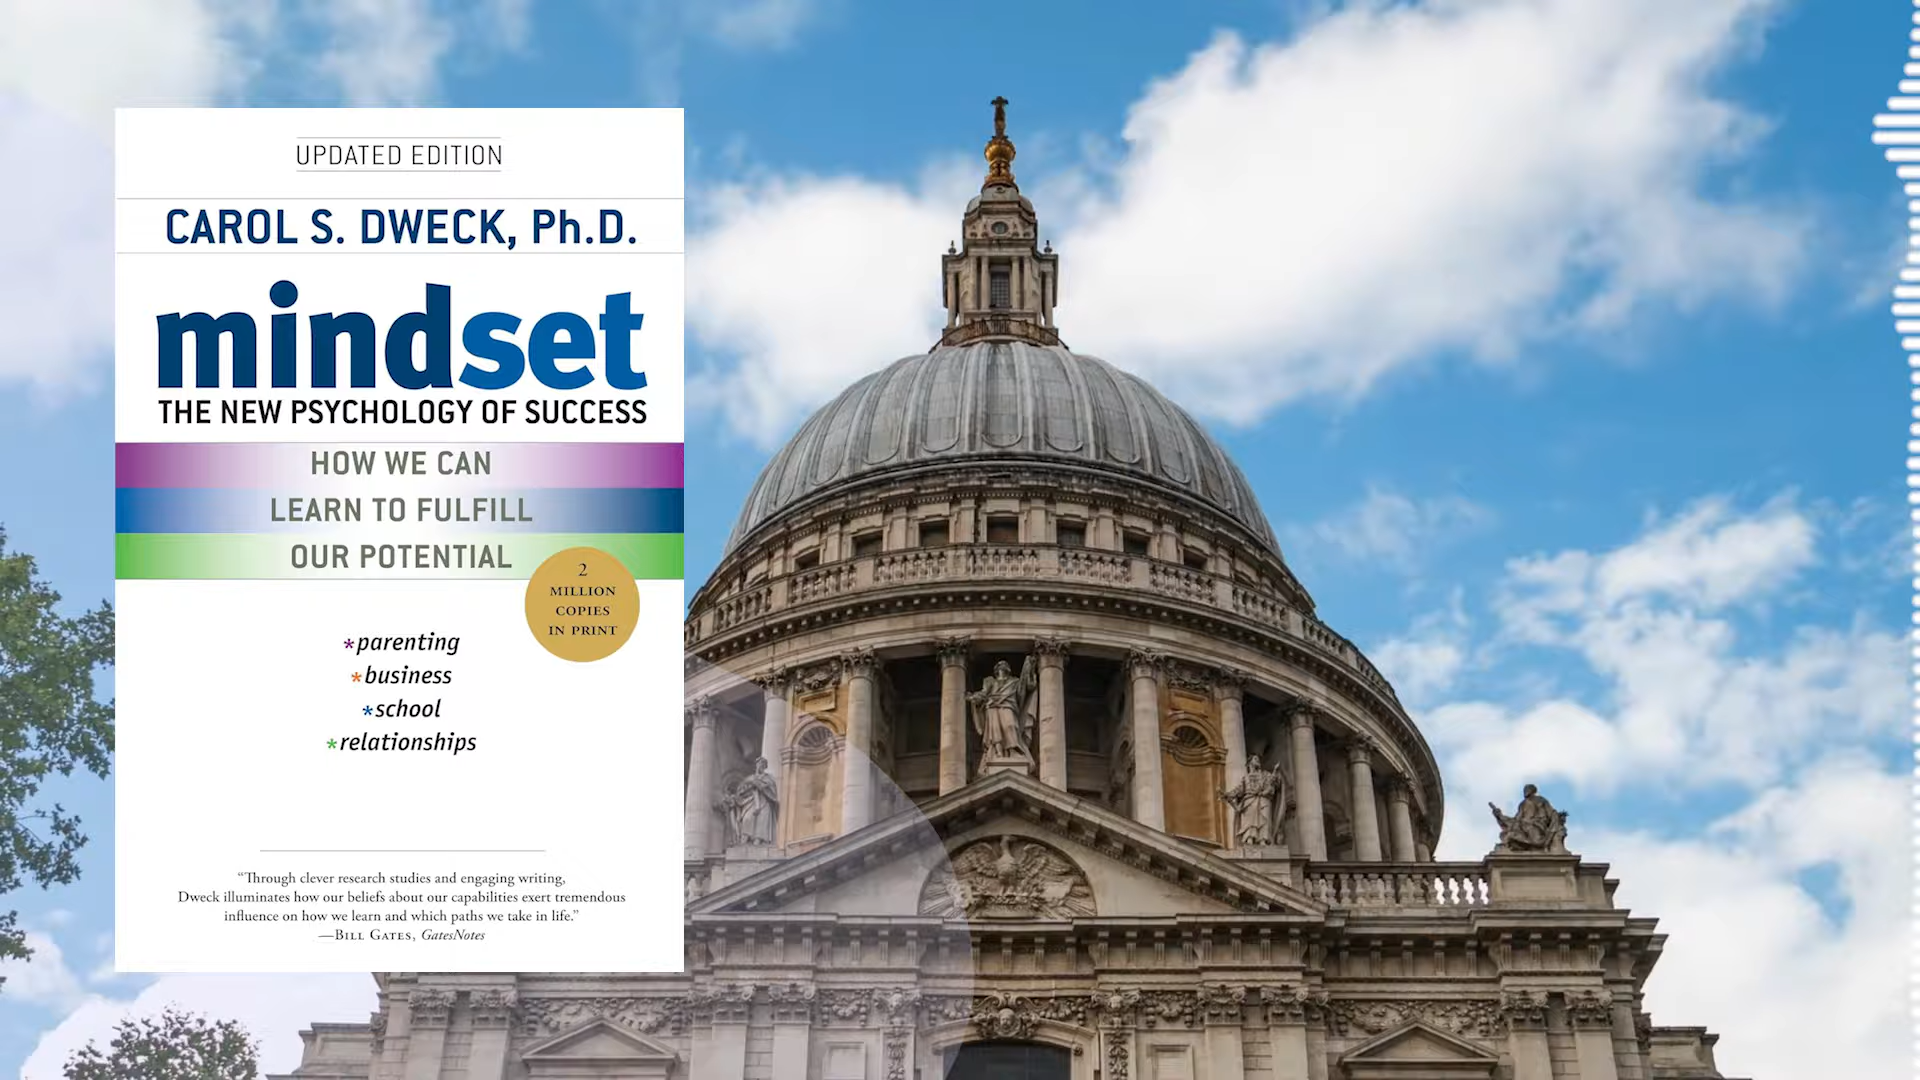 UPDATED EDITION
CAROL S. DWECK, Ph.D.
mindset
THE NEW PSYCHOLOGY OF SUCCESS
HOW WE CAN
LEARN TO FULFILL
OUR POTENTIAL
2
MILLION
COPIES
IN PRINT
*parenting
*business
*school
*relationships
“Through clever research studies and engaging writing,
Dweck illuminates how our beliefs about our capabilities exert tremendous
influence on how we learn and which paths we take in life.”
—BILL GATES, GatesNotes